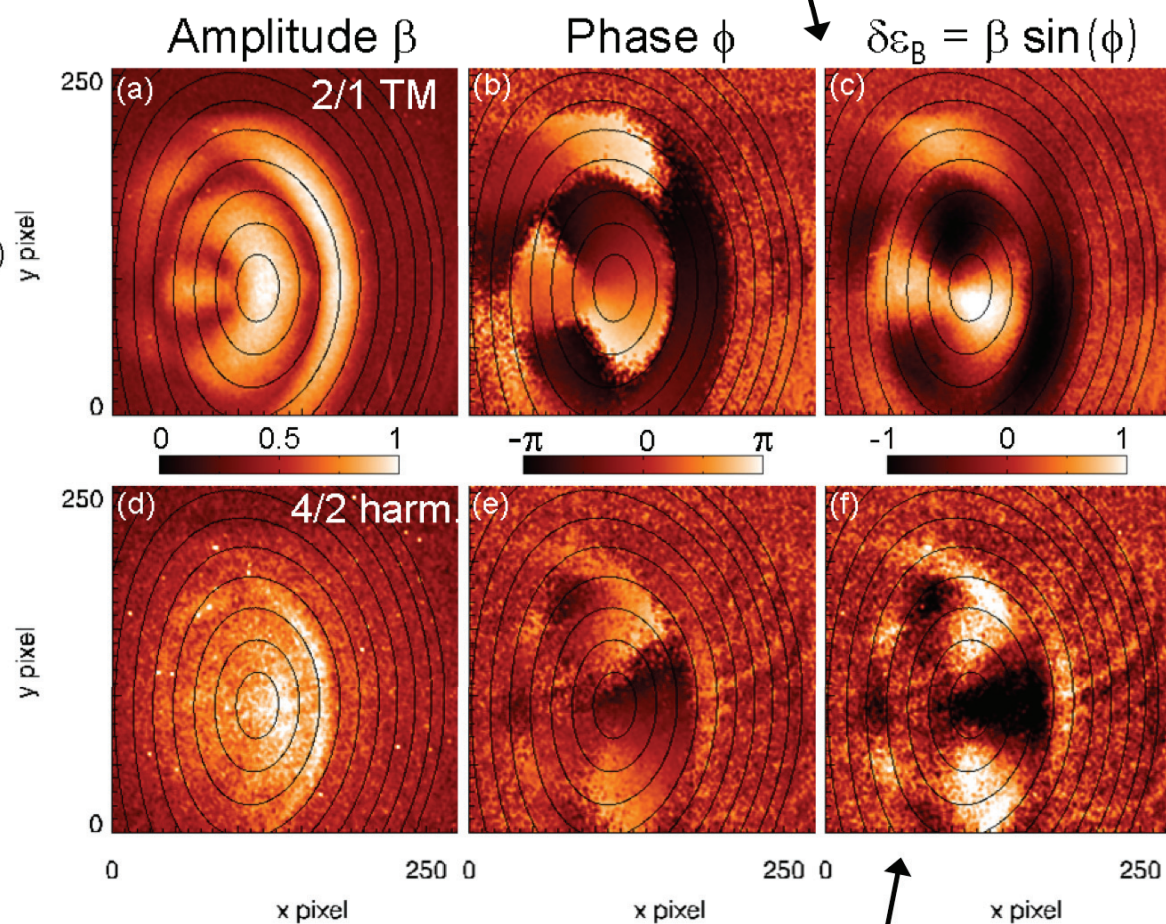 Amplitude β Phase ϕ δε_B = β sin(ϕ)
250 (a) 2/1 TM (b) (c)
y pixel
)
0
0 0.5 1 -π 0 π -1 0 1
250 (d) 4/2 harm. (e) (f)
y pixel
0
0 250 0 250 0 250
x pixel x pixel x pixel